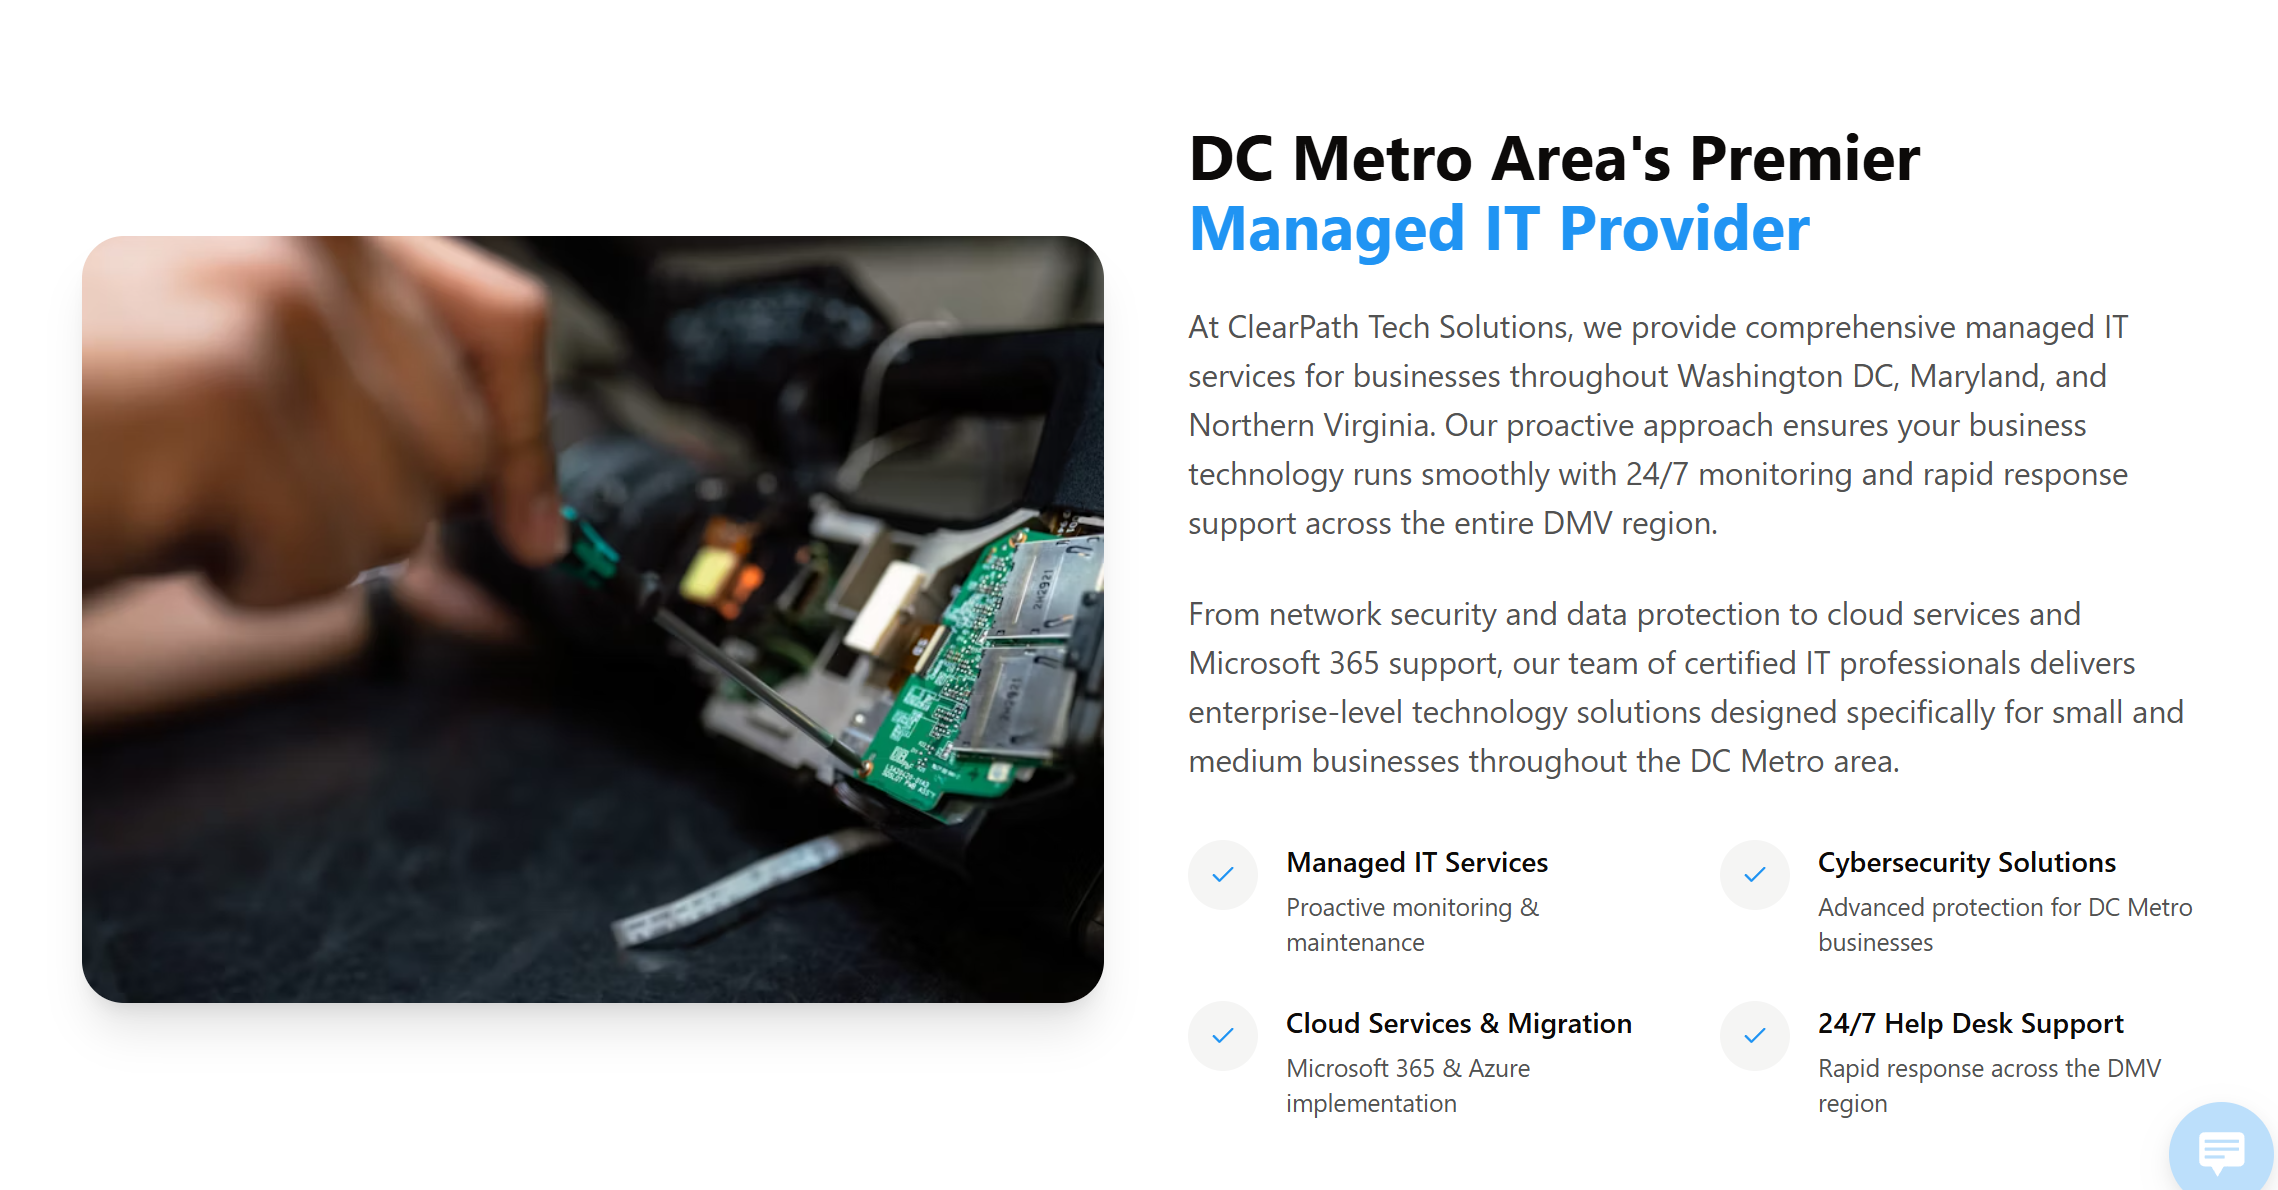 DC Metro Area's Premier
Managed IT Provider
At ClearPath Tech Solutions, we provide comprehensive managed IT
services for businesses throughout Washington DC, Maryland, and
Northern Virginia. Our proactive approach ensures your business
technology runs smoothly with 24/7 monitoring and rapid response
support across the entire DMV region.
From network security and data protection to cloud services and
Microsoft 365 support, our team of certified IT professionals delivers
enterprise-level technology solutions designed specifically for small and
medium businesses throughout the DC Metro area.
Managed IT Services
Proactive monitoring &
maintenance
Cybersecurity Solutions
Advanced protection for DC Metro
businesses
Cloud Services & Migration
Microsoft 365 & Azure
implementation
24/7 Help Desk Support
Rapid response across the DMV
region